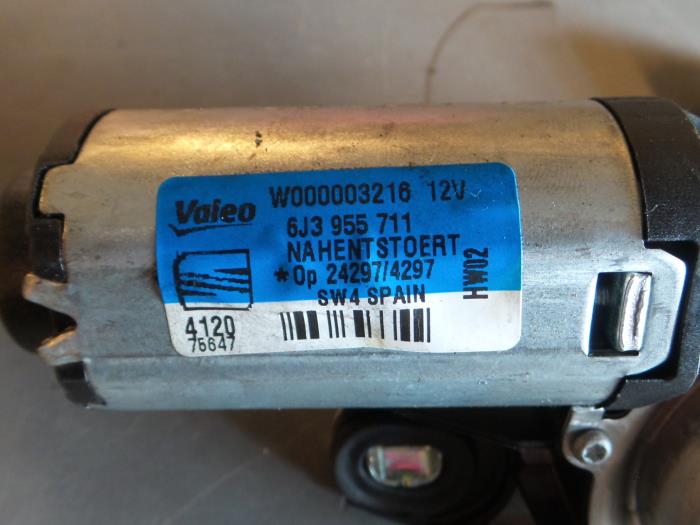 Valeo W000003216 12V
6J3 955 711
NAHENTSTOERT
*Op 24297/4297
SW4 SPAIN
HW02
4120
75647